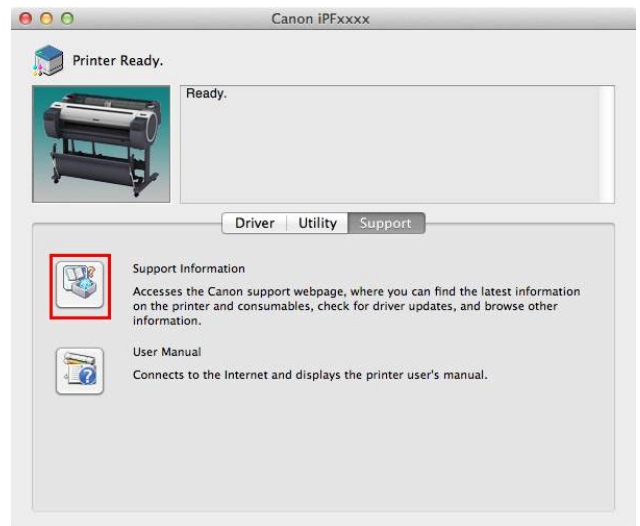 Canon iPFxxxx
Printer Ready.
Ready.
Driver Utility Support
Support Information
Accesses the Canon support webpage, where you can find the latest information
on the printer and consumables, check for driver updates, and browse other
information.
User Manual
Connects to the Internet and displays the printer user's manual.